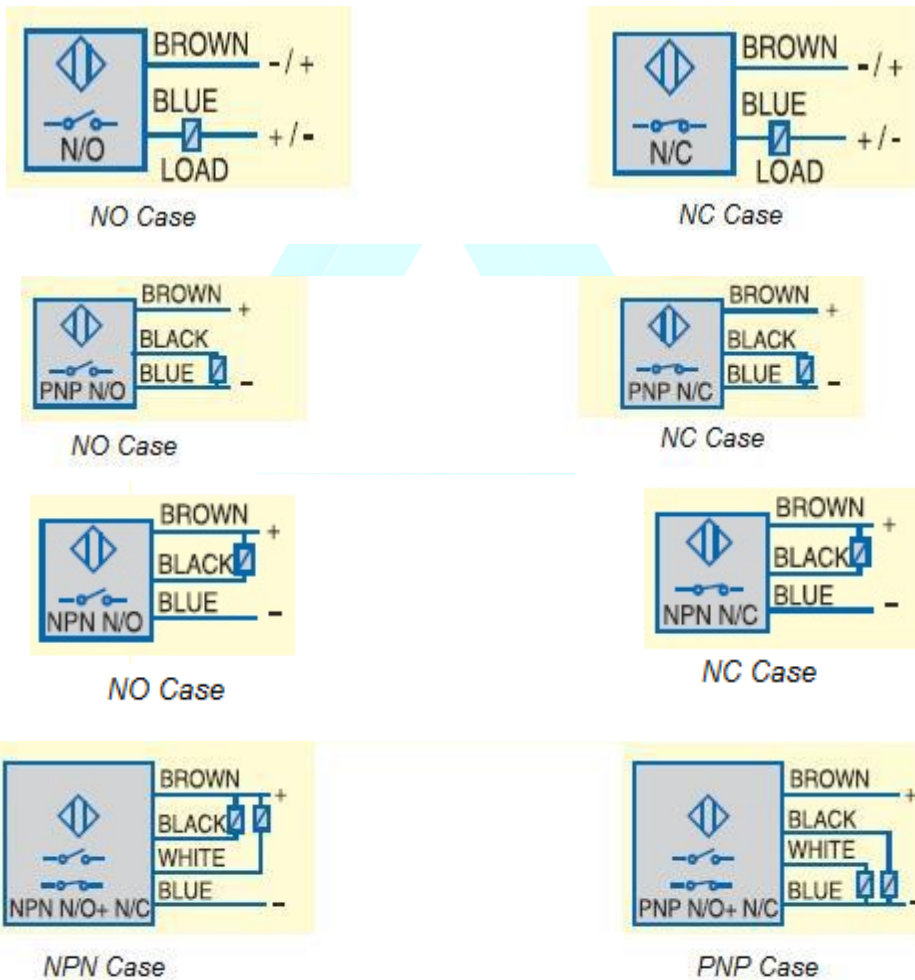 BROWN
- / +
BLUE
+ / -
N/O
LOAD
NO Case
BROWN
- / +
BLUE
+ / -
N/C
LOAD
NC Case
BROWN
+
BLACK
BLUE
-
PNP N/O
NO Case
BROWN
+
BLACK
BLUE
-
PNP N/C
NC Case
BROWN
+
BLACK
BLUE
-
NPN N/O
NO Case
BROWN
+
BLACK
BLUE
-
NPN N/C
NC Case
BROWN
+
BLACK
WHITE
BLUE
-
NPN N/O+ N/C
NPN Case
BROWN
+
BLACK
WHITE
BLUE
-
PNP N/O+ N/C
PNP Case